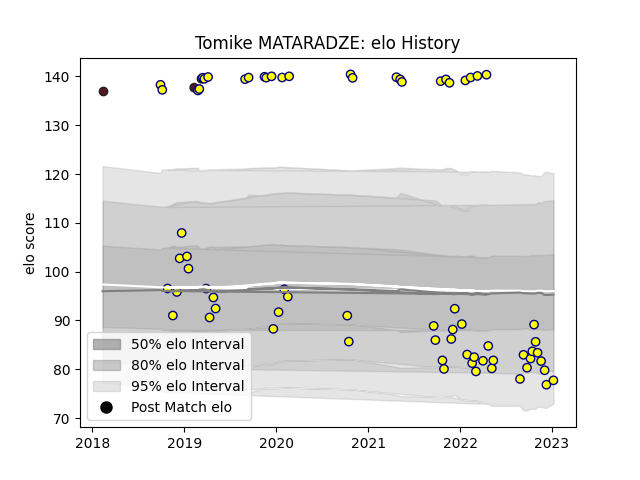 Tomike MATARADZE: elo History
elo score
140
130
120
110
100
90
80
70
50% elo Interval
80% elo Interval
95% elo Interval
Post Match elo
2018
2019
2020
2021
2022
2023